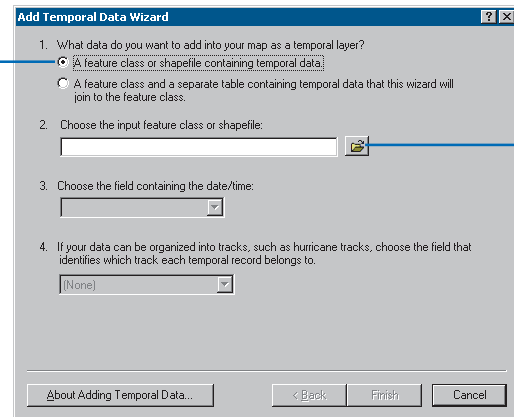 Add Temporal Data Wizard
1. What data do you want to add into your map as a temporal layer?
A feature class or shapefile containing temporal data.
A feature class and a separate table containing temporal data that this wizard will
join to the feature class.
2. Choose the input feature class or shapefile:
3. Choose the field containing the date/time:
4. If your data can be organized into tracks, such as hurricane tracks, choose the field that
identifies which track each temporal record belongs to.
(None)
About Adding Temporal Data...
< Back
Finish
Cancel